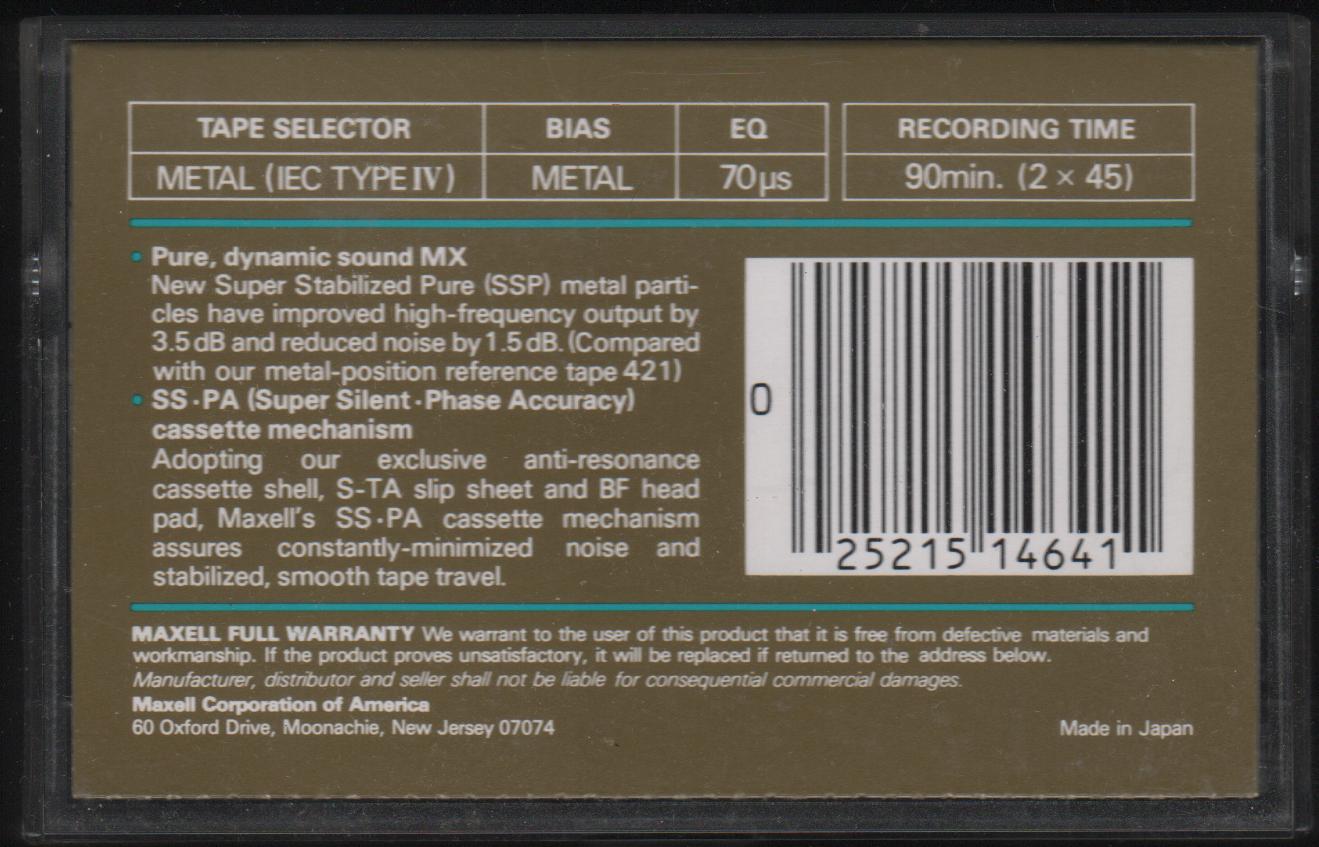 TAPE SELECTOR BIAS EQ RECORDING TIME
METAL (IEC TYPE IV) METAL 70µs 90min. (2 × 45)
• Pure, dynamic sound MX
New Super Stabilized Pure (SSP) metal parti-
cles have improved high-frequency output by
3.5 dB and reduced noise by 1.5 dB. (Compared
with our metal-position reference tape 421)
• SS·PA (Super Silent·Phase Accuracy)
cassette mechanism
Adopting our exclusive anti-resonance
cassette shell, S-TA slip sheet and BF head
pad, Maxell's SS·PA cassette mechanism
assures constantly-minimized noise and
stabilized, smooth tape travel.
0
25215 14641
MAXELL FULL WARRANTY We warrant to the user of this product that it is free from defective materials and
workmanship. If the product proves unsatisfactory, it will be replaced if returned to the address below.
Manufacturer, distributor and seller shall not be liable for consequential commercial damages.
Maxell Corporation of America
60 Oxford Drive, Moonachie, New Jersey 07074
Made in Japan